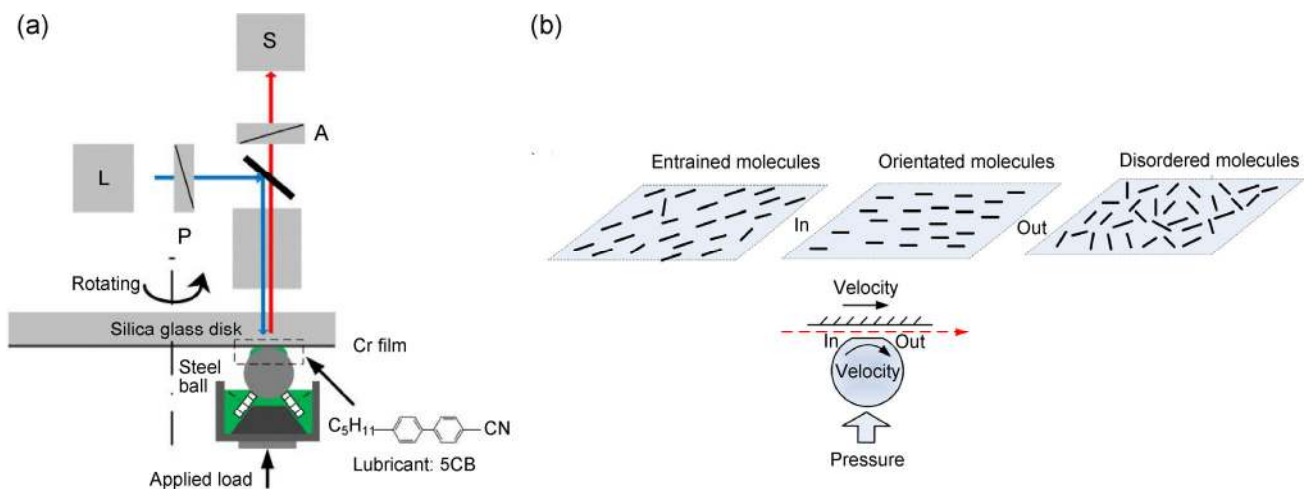 (a)
S
A
L
P
Rotating
Silica glass disk
Cr film
Steel
ball
C5H11
CN
Lubricant: 5CB
Applied load
(b)
Entrained molecules
Orientated molecules
Disordered molecules
In
Out
Velocity
In
Out
Velocity
Pressure